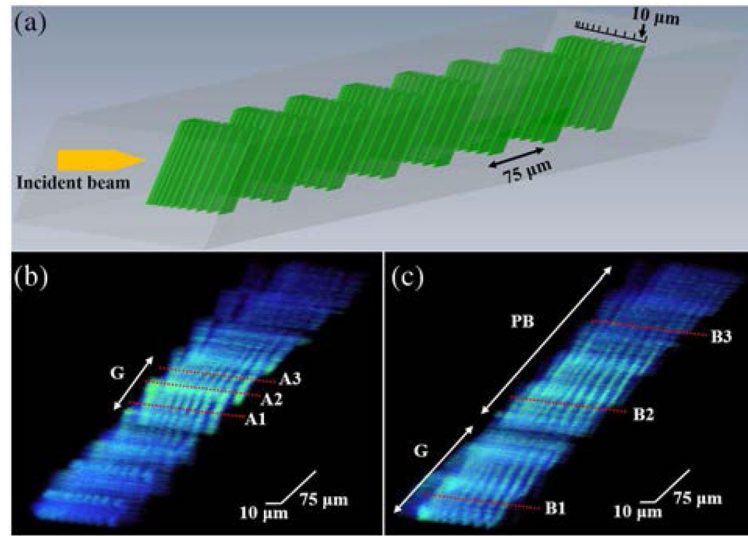 (a)
10 μm
Incident beam
75 μm
(b)
G
A3
A2
A1
10 μm
75 μm
(c)
PB
B3
B2
G
B1
10 μm
75 μm